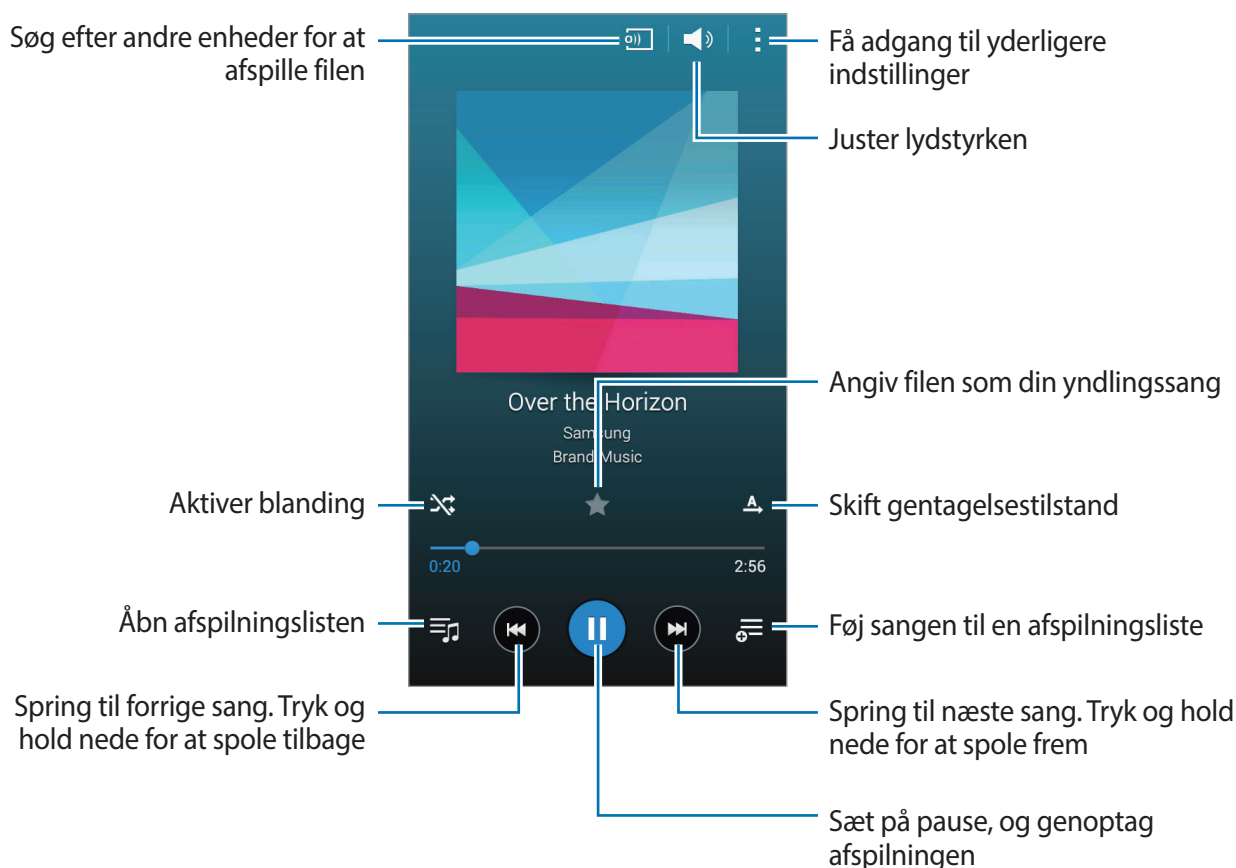 Søg efter andre enheder for at
afspille filen
Få adgang til yderligere
indstillinger
Juster lydstyrken
Angiv filen som din yndlingssang
Over the Horizon
Samsung
Brand Music
Aktiver blanding
A
Skift gentagelsestilstand
0:20
2:56
Åbn afspilningslisten
Føj sangen til en afspilningsliste
Spring til forrige sang. Tryk og
hold nede for at spole tilbage
Spring til næste sang. Tryk og hold
nede for at spole frem
Sæt på pause, og genoptag
afspilningen